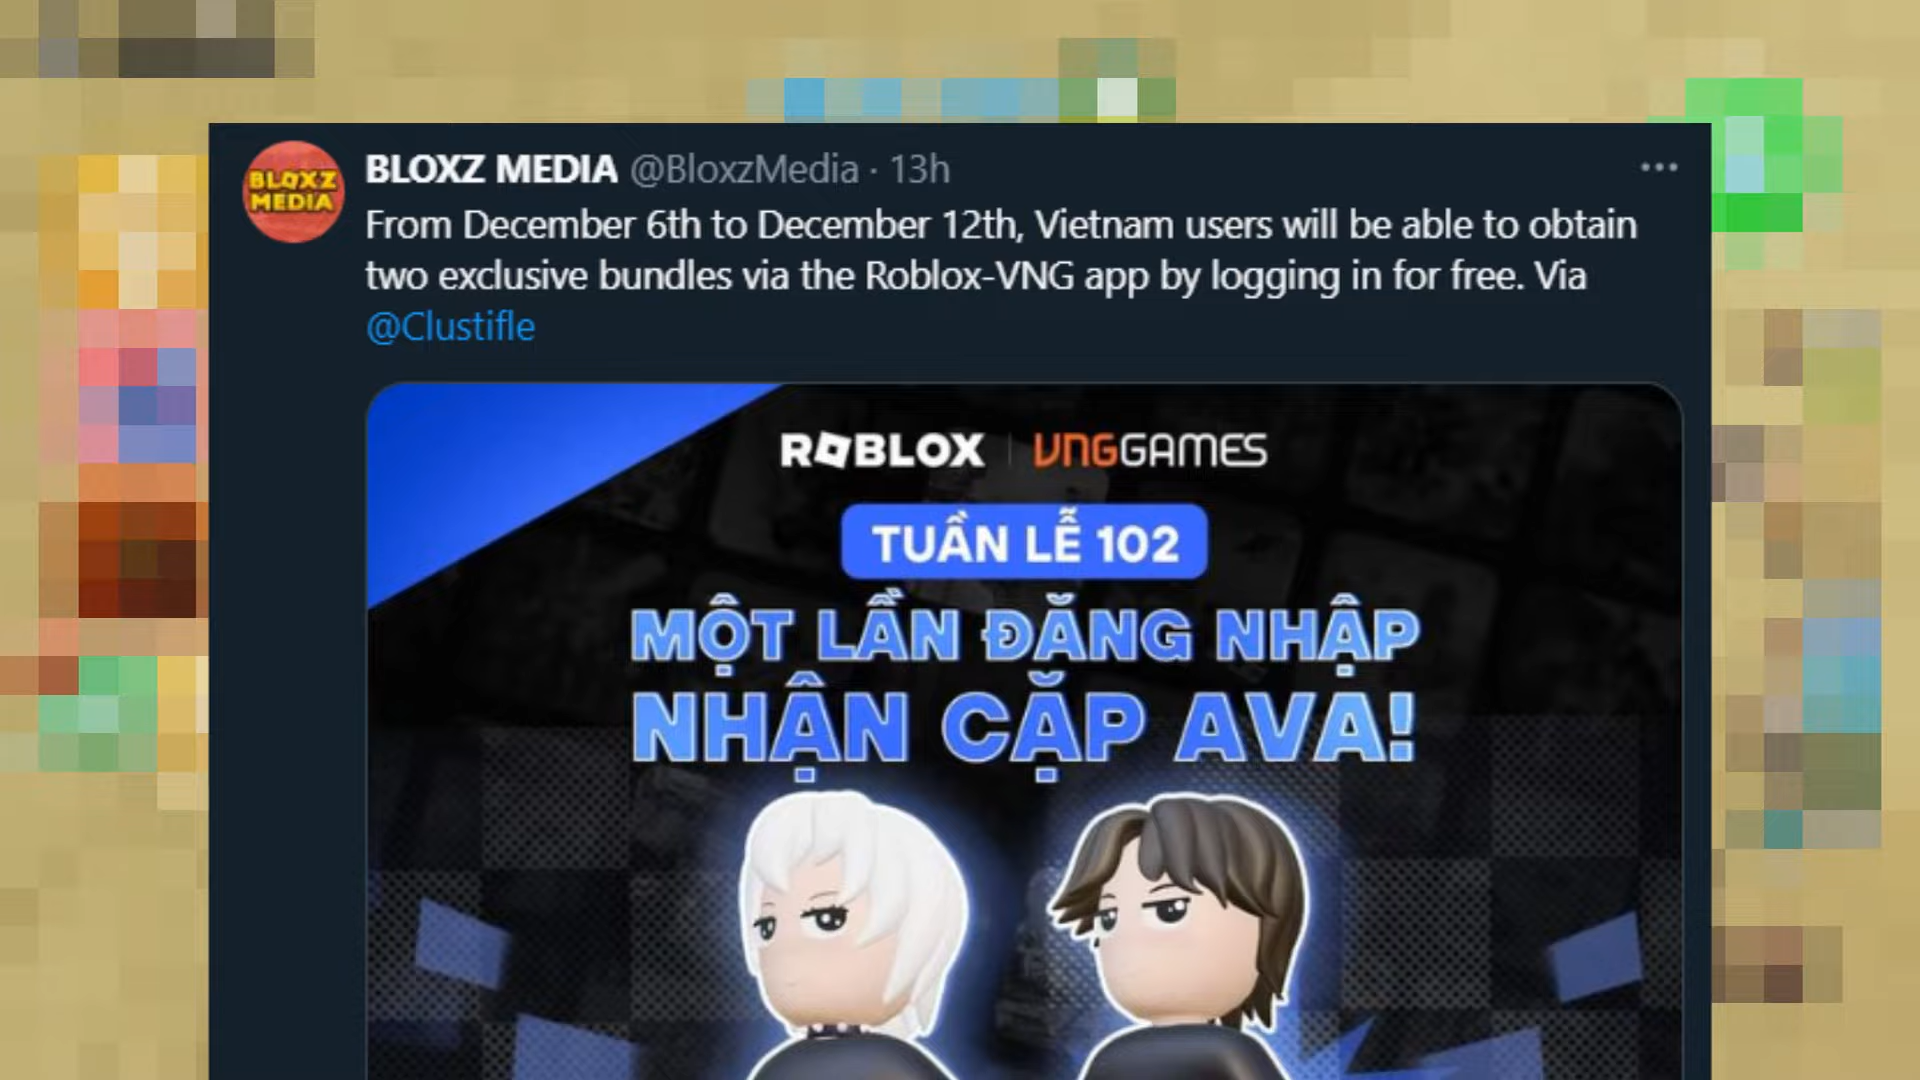 BLOXZ MEDIA
BLOXZ MEDIA @BloxzMedia · 13h
From December 6th to December 12th, Vietnam users will be able to obtain
two exclusive bundles via the Roblox-VNG app by logging in for free. Via
@Clustifle
ROBLOX | VNGGAMES
TUẦN LỄ 102
MỘT LẦN ĐĂNG NHẬP
NHẬN CẶP AVA!